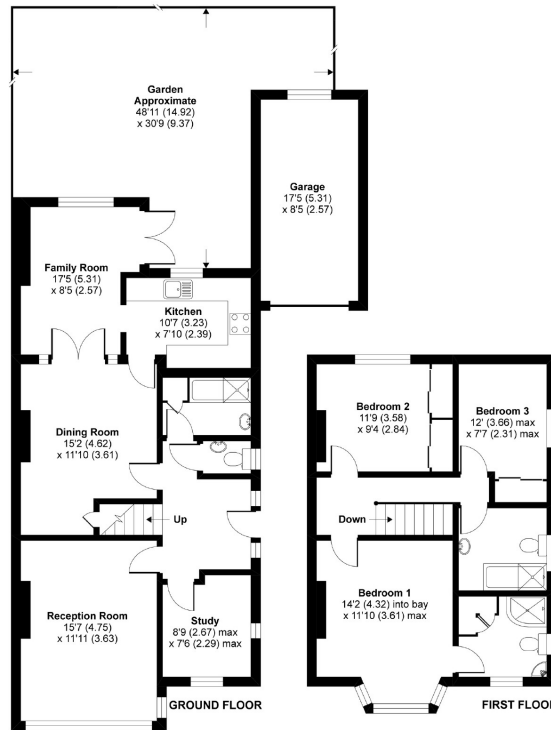 Garden
Approximate
48'11 (14.92)
x 30'9 (9.37)
Garage
17'5 (5.31)
x 8'5 (2.57)
Family Room
17'5 (5.31)
x 8'5 (2.57)
Kitchen
10'7 (3.23)
x 7'10 (2.39)
Dining Room
15'2 (4.62)
x 11'10 (3.61)
Up
Reception Room
15'7 (4.75)
x 11'11 (3.63)
Study
8'9 (2.67) max
x 7'6 (2.29) max
GROUND FLOOR
Bedroom 2
11'9 (3.58)
x 9'4 (2.84)
Bedroom 3
12' (3.66) max
x 7'7 (2.31) max
Down
Bedroom 1
14'2 (4.32) into bay
x 11'10 (3.61) max
FIRST FLOOR